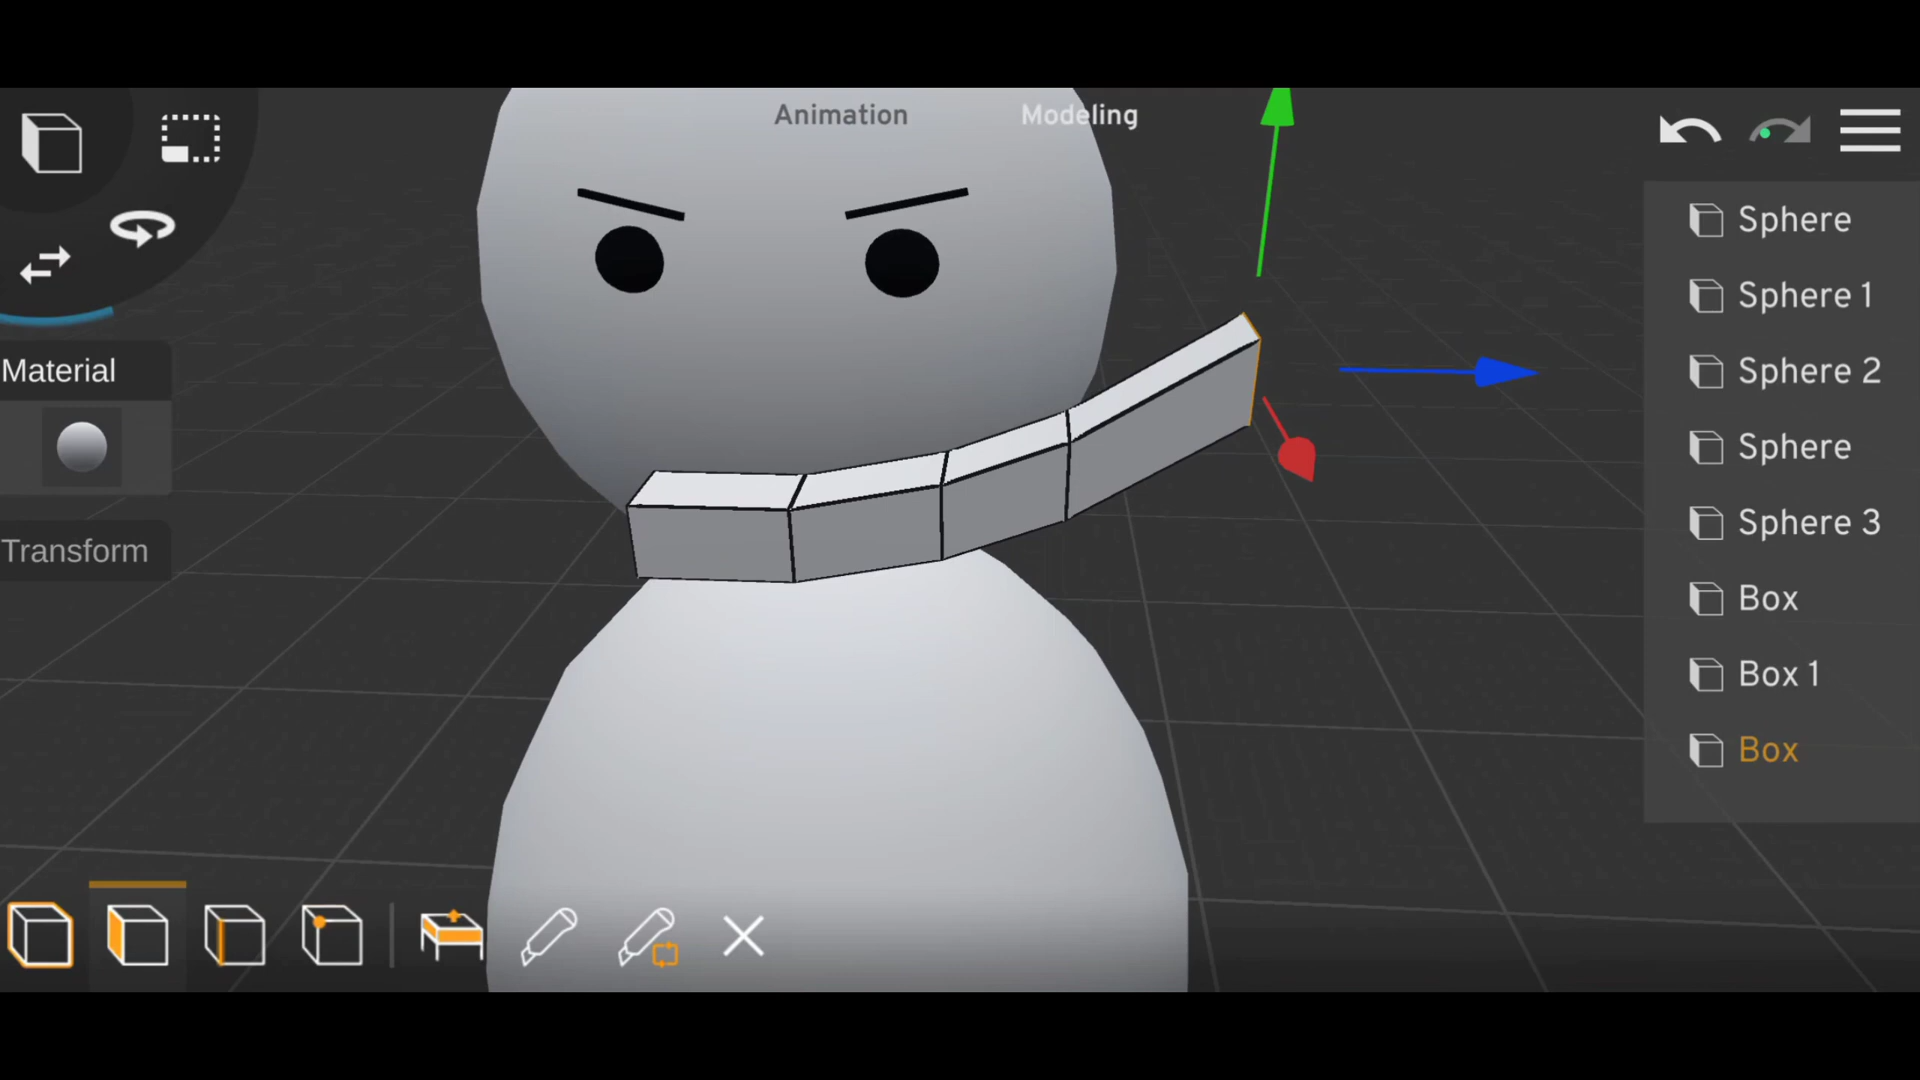 Animation
Modeling
Material
Transform
Sphere
Sphere 1
Sphere 2
Sphere
Sphere 3
Box
Box 1
Box